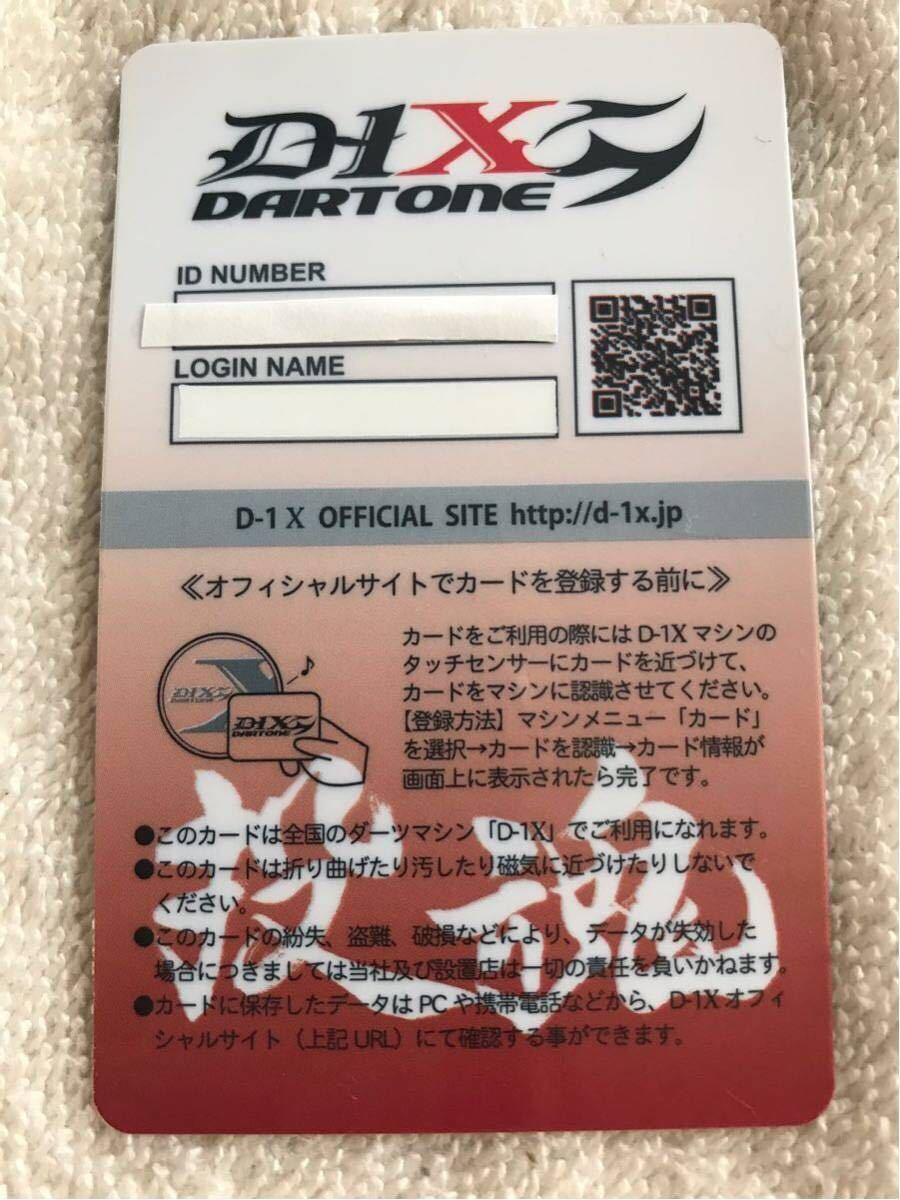 D-1X
DARTONE
ID NUMBER
LOGIN NAME
D-1 X OFFICIAL SITE http://d-1x.jp
≪オフィシャルサイトでカードを登録する前に≫
カードをご利用の際には D-1X マシンの
タッチセンサーにカードを近づけて、
カードをマシンに認識させてください。
【登録方法】マシンメニュー「カード」
を選択→カードを認識→カード情報が
画面上に表示されたら完了です。
D-1X
DARTONE
D-1X
DARTONE
投魂
●このカードは全国のダーツマシン「D-1X」でご利用になれます。
●このカードは折り曲げたり汚したり磁気に近づけたりしないで
ください。
●このカードの紛失、盗難、破損などにより、データが失効した
場合につきましては当社及び設置店は一切の責任を負いかねます。
●カードに保存したデータは PC や携帯電話などから、D-1X オフィ
シャルサイト（上記 URL）にて確認する事ができます。